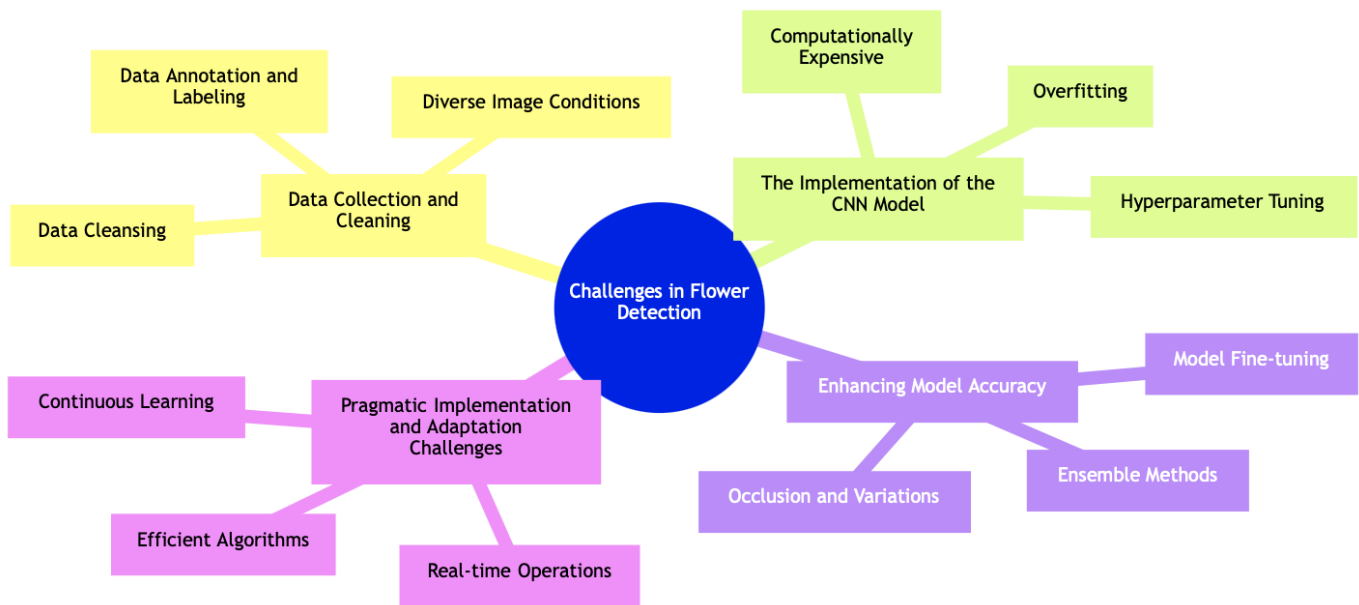 Challenges in Flower
Detection
Data Collection and
Cleaning
Data Annotation and
Labeling
Diverse Image Conditions
Data Cleansing
The Implementation of the
CNN Model
Computationally
Expensive
Overfitting
Hyperparameter Tuning
Enhancing Model Accuracy
Model Fine-tuning
Ensemble Methods
Occlusion and Variations
Pragmatic Implementation
and Adaptation
Challenges
Continuous Learning
Efficient Algorithms
Real-time Operations